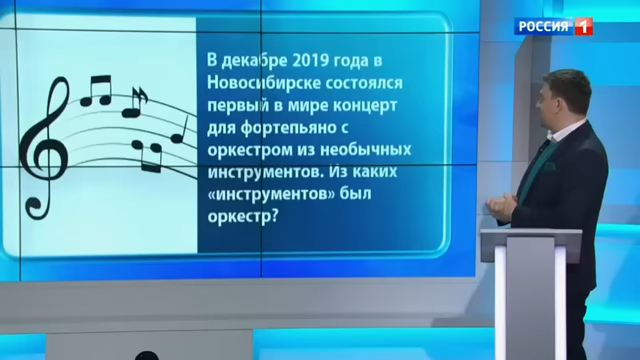 РОССИЯ 1
В декабре 2019 года в
Новосибирске состоялся
первый в мире концерт
для фортепьяно с
оркестром из необычных
инструментов. Из каких
«инструментов» был
оркестр?